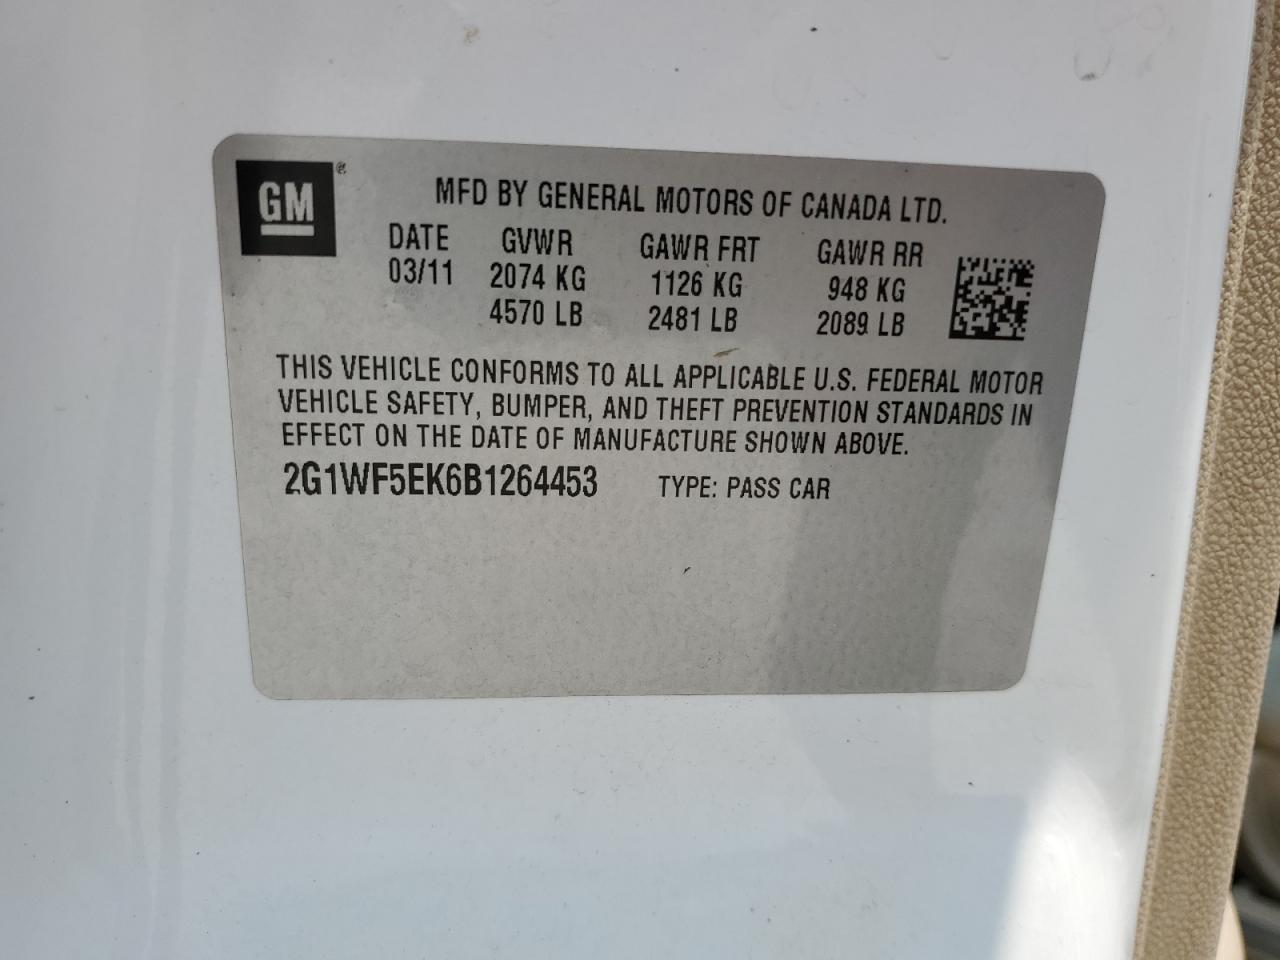 GM®
MFD BY GENERAL MOTORS OF CANADA LTD.
DATE GVWR GAWR FRT GAWR RR
03/11 2074 KG 1126 KG 948 KG
4570 LB 2481 LB 2089 LB
THIS VEHICLE CONFORMS TO ALL APPLICABLE U.S. FEDERAL MOTOR
VEHICLE SAFETY, BUMPER, AND THEFT PREVENTION STANDARDS IN
EFFECT ON THE DATE OF MANUFACTURE SHOWN ABOVE.
2G1WF5EK6B1264453 TYPE: PASS CAR